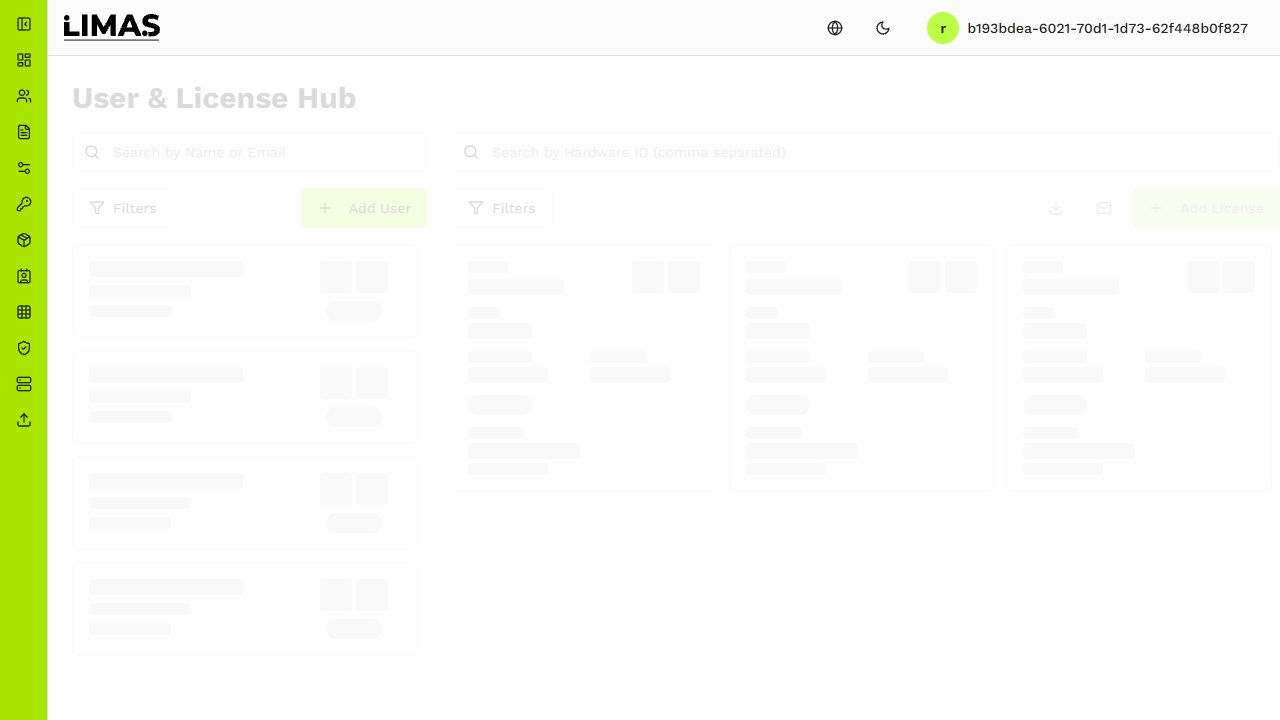 LIMAS
r
b193bdea-6021-70d1-1d73-62f448b0f827
User & License Hub
Search by Name or Email
Search by Hardware ID (comma separated)
Filters
Add User
Filters
Add License